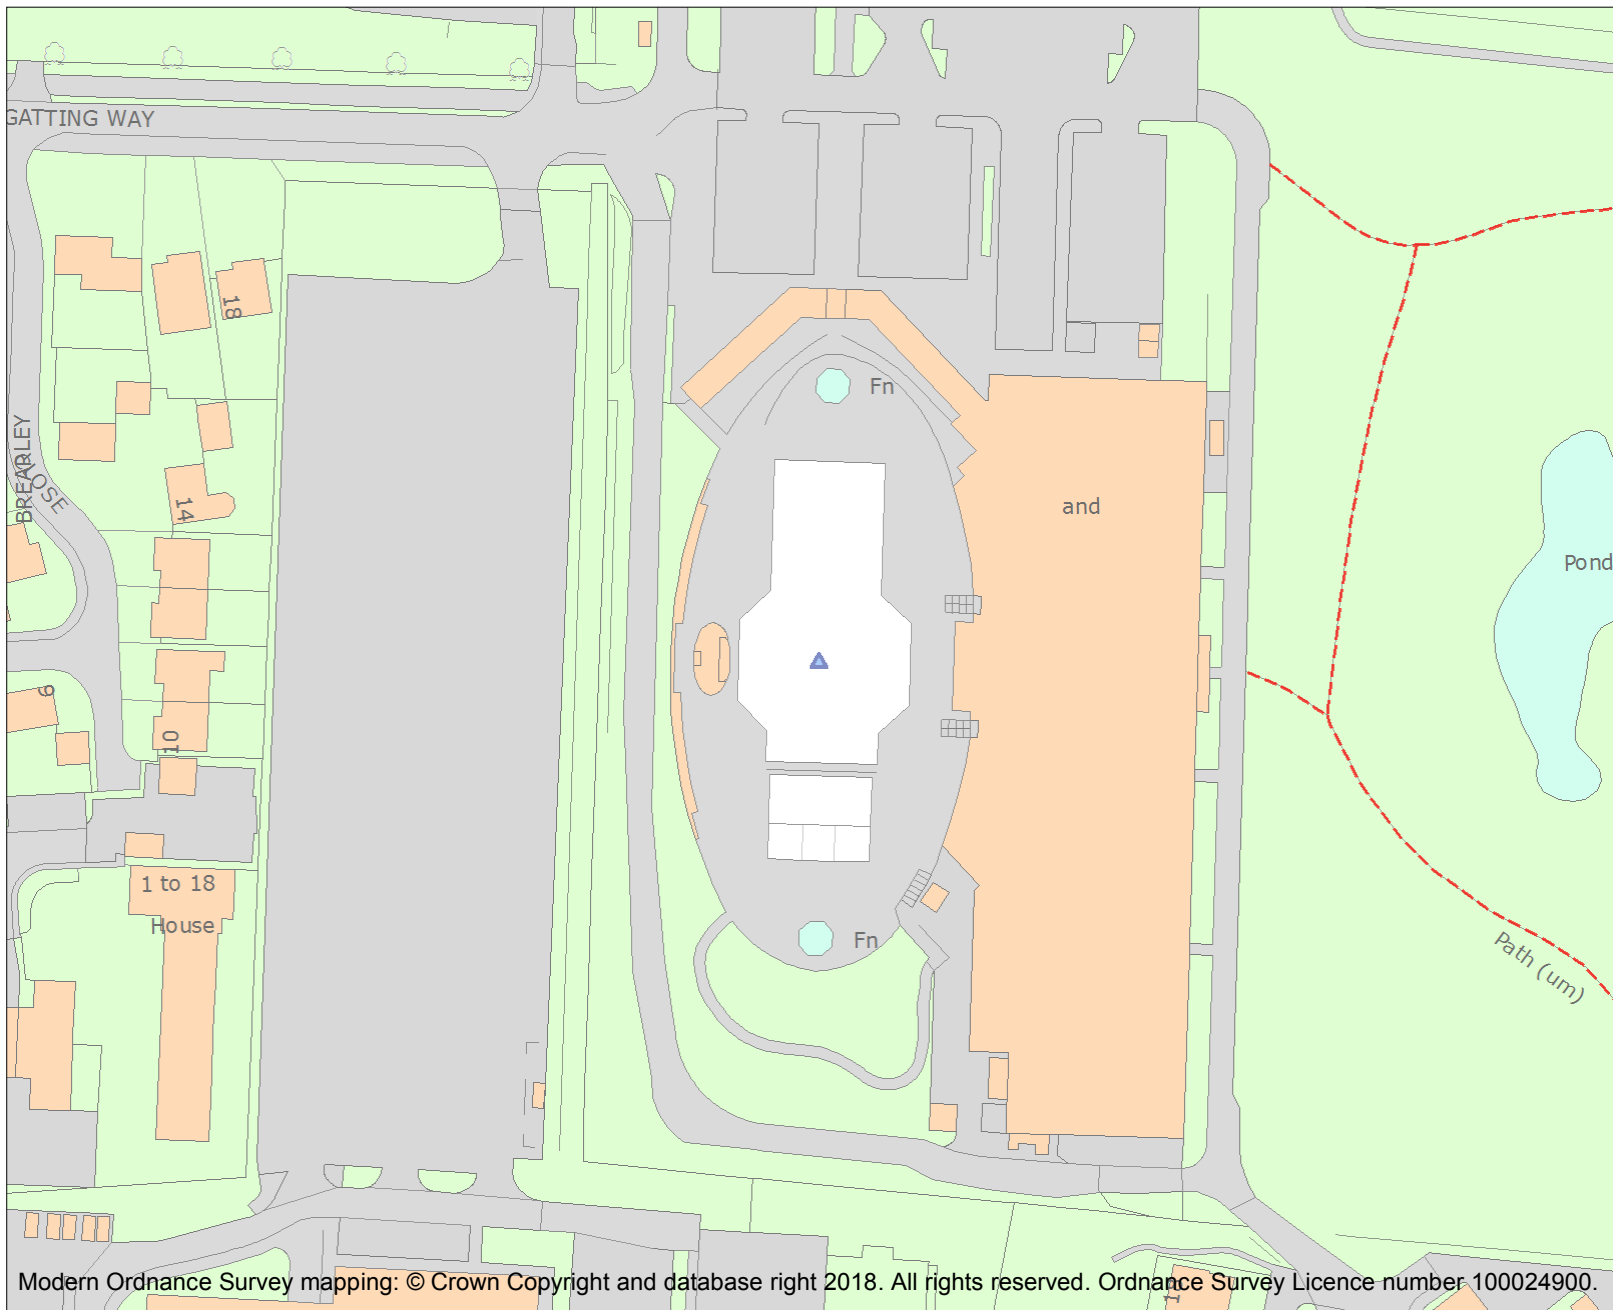 GATTING WAY
18
Fn
BREARLEY
CLOSE
14
and
Pond
9
10
1 to 18
House
Fn
Path (um)
Modern Ordnance Survey mapping: © Crown Copyright and database right 2018. All rights reserved. Ordnance Survey Licence number 100024900.